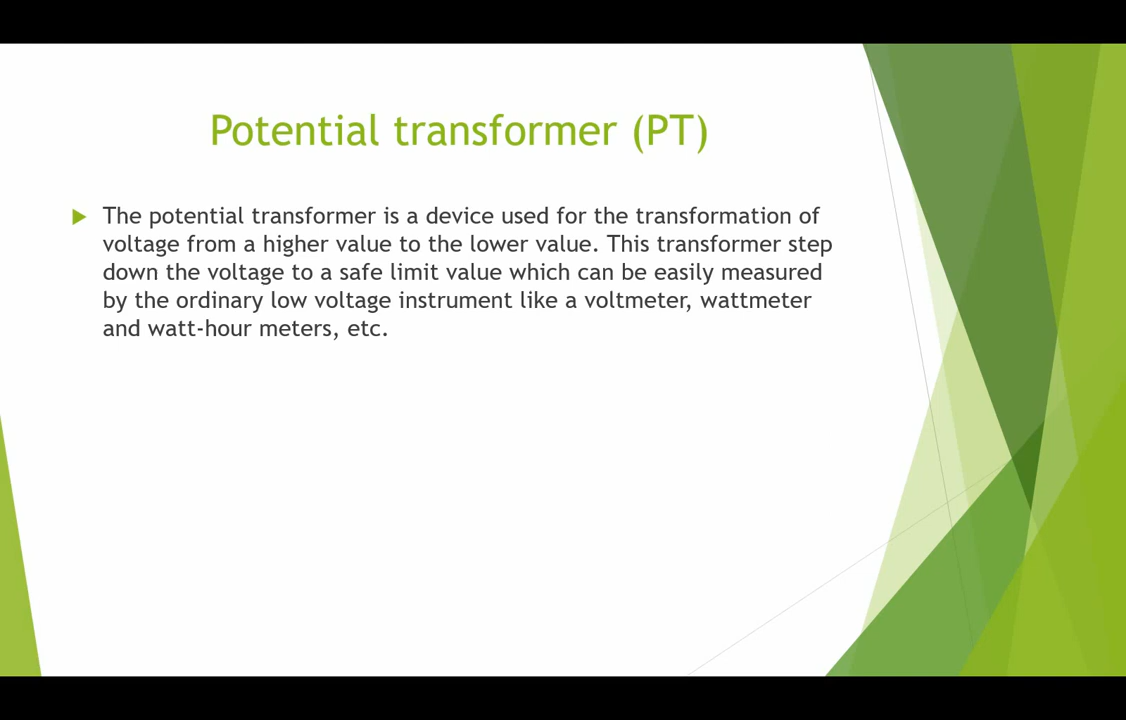 Potential transformer (PT)
The potential transformer is a device used for the transformation of
voltage from a higher value to the lower value. This transformer step
down the voltage to a safe limit value which can be easily measured
by the ordinary low voltage instrument like a voltmeter, wattmeter
and watt-hour meters, etc.